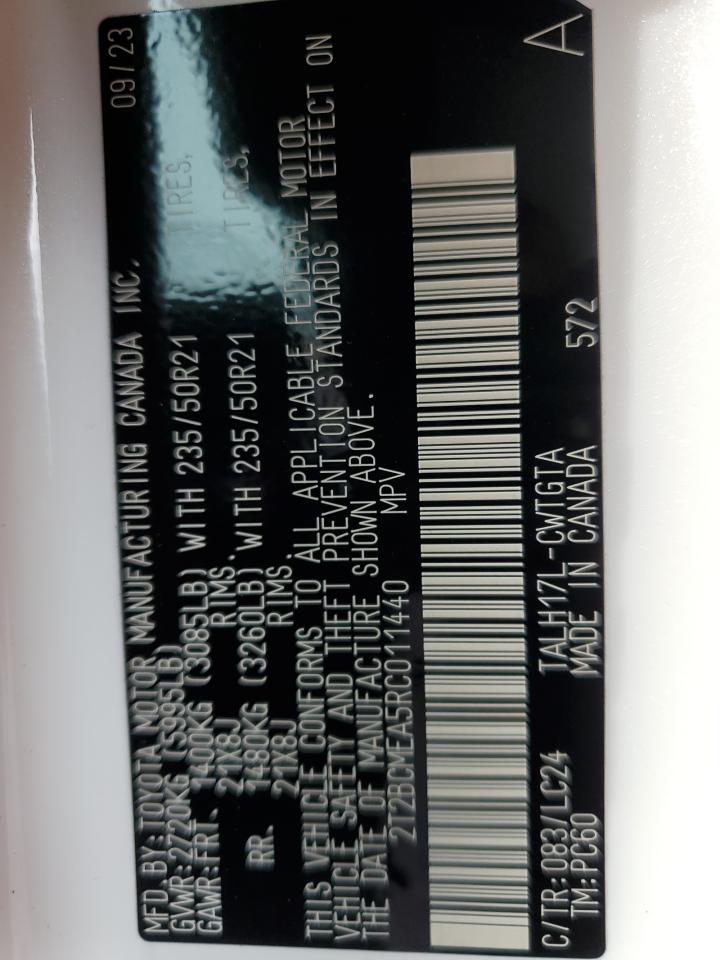 MFD.BY:TOYOTA MOTOR MANUFACTURING CANADA INC. 09/23
GVWR:2720KG (5995LB)
GAWR:FRT. 1400KG (3085LB) WITH 235/50R21 TIRES,
21X8J RIMS.
RR. 1480KG (3260LB) WITH 235/50R21 TIRES,
21X8J RIMS.
THIS VEHICLE CONFORMS TO ALL APPLICABLE FEDERAL MOTOR
VEHICLE SAFETY AND THEFT PREVENTION STANDARDS IN EFFECT ON
THE DATE OF MANUFACTURE SHOWN ABOVE.
2T2BCMEA5RC011440 MPV
C/TR:083/LC24 TALH17L-CWTGTA A
TM:PC60 MADE IN CANADA 572